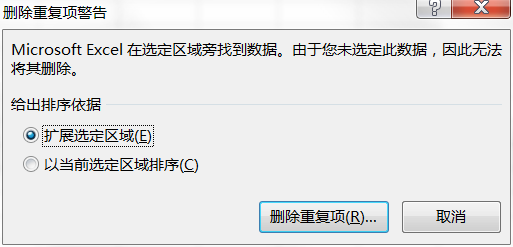 删除重复项警告
Microsoft Excel 在选定区域旁找到数据。由于您未选定此数据，因此无法
将其删除。
给出排序依据
扩展选定区域(E)
以当前选定区域排序(C)
删除重复项(R)... 取消